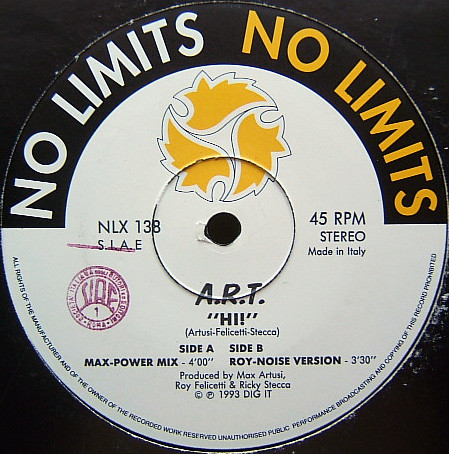 NO LIMITS NO LIMITS
NLX 138
S.I.A.E
45 RPM
STEREO
Made in Italy
A.R.T.
"HI!"
(Artusi-Felicetti-Stecca)
SIDE A SIDE B
MAX-POWER MIX - 4'00" ROY-NOISE VERSION - 3'30"
Produced by Max Artusi,
Roy Felicetti & Ricky Stecca
© ℗ 1993 DIG IT
ALL RIGHTS OF THE MANUFACTURER AND OF THE OWNER OF THE RECORDED WORK RESERVED UNAUTHORISED PUBLIC PERFORMANCE BROADCASTING AND COPYING OF THIS RECORD PROHIBITED
SIAE
1